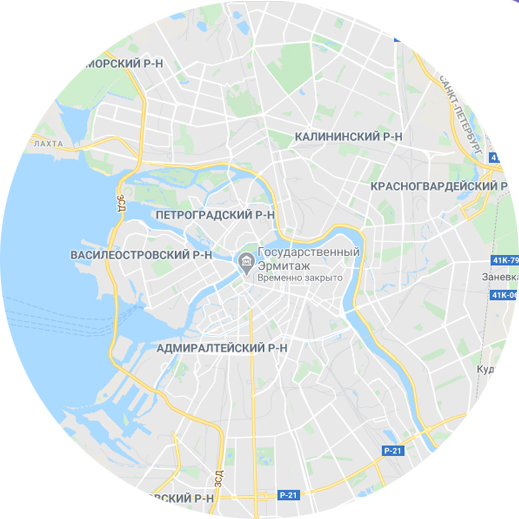 МОРСКИЙ Р-Н
САНКТ-ПЕТЕРБУРГ
КАЛИНИНСКИЙ Р-Н
ЛАХТА
КРАСНОГВАРДЕЙСКИЙ Р
ЗСД
ПЕТРОГРАДСКИЙ Р-Н
ВАСИЛЕОСТРОВСКИЙ Р-Н
Государственный
Эрмитаж
Временно закрыто
41К-79
Заневка
41К-06
АДМИРАЛТЕЙСКИЙ Р-Н
Куд
Р-21
ЗСД
Р-21
ВСКИЙ Р-Н